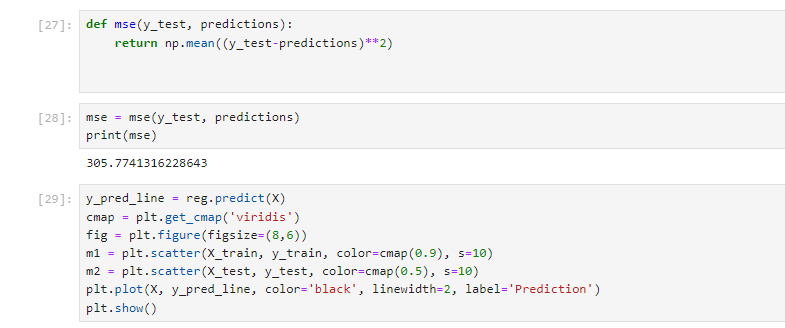 [27]: def mse(y_test, predictions):
    return np.mean((y_test-predictions)**2)
[28]: mse = mse(y_test, predictions)
print(mse)
305.7741316228643
[29]: y_pred_line = reg.predict(X)
cmap = plt.get_cmap('viridis')
fig = plt.figure(figsize=(8,6))
m1 = plt.scatter(X_train, y_train, color=cmap(0.9), s=10)
m2 = plt.scatter(X_test, y_test, color=cmap(0.5), s=10)
plt.plot(X, y_pred_line, color='black', linewidth=2, label='Prediction')
plt.show()